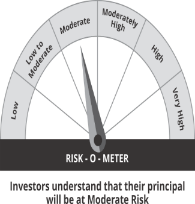 Low
Low to
Moderate
Moderate
Moderately
High
High
Very High
RISK - O - METER
Investors understand that their principal
will be at Moderate Risk